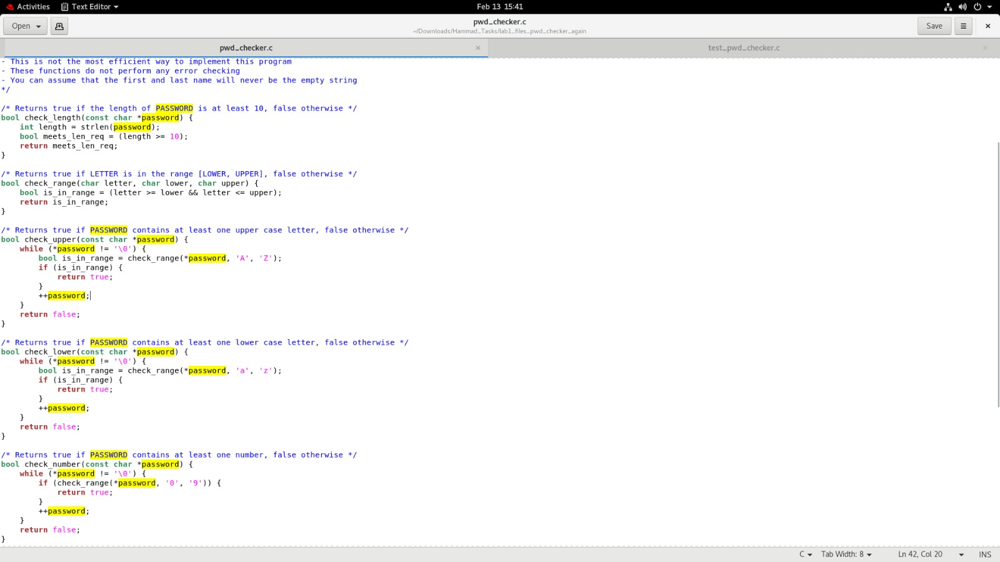 Activities Text Editor Feb 13 15:41
Open pwd_checker.c Save
~/Downloads/Hammad_Tasks/lab1_files_pwd_checker_again
pwd_checker.c test_pwd_checker.c
- This is not the most efficient way to implement this program
- These functions do not perform any error checking
- You can assume that the first and last name will never be the empty string
*/

/* Returns true if the length of PASSWORD is at least 10, false otherwise */
bool check_length(const char *password) {
    int length = strlen(password);
    bool meets_len_req = (length >= 10);
    return meets_len_req;
}

/* Returns true if LETTER is in the range [LOWER, UPPER], false otherwise */
bool check_range(char letter, char lower, char upper) {
    bool is_in_range = (letter >= lower && letter <= upper);
    return is_in_range;
}

/* Returns true if PASSWORD contains at least one upper case letter, false otherwise */
bool check_upper(const char *password) {
    while (*password != '\0') {
        bool is_in_range = check_range(*password, 'A', 'Z');
        if (is_in_range) {
            return true;
        }
        ++password;
    }
    return false;
}

/* Returns true if PASSWORD contains at least one lower case letter, false otherwise */
bool check_lower(const char *password) {
    while (*password != '\0') {
        bool is_in_range = check_range(*password, 'a', 'z');
        if (is_in_range) {
            return true;
        }
        ++password;
    }
    return false;
}

/* Returns true if PASSWORD contains at least one number, false otherwise */
bool check_number(const char *password) {
    while (*password != '\0') {
        if (check_range(*password, '0', '9')) {
            return true;
        }
        ++password;
    }
    return false;
}
C Tab Width: 8 Ln 42, Col 20 INS